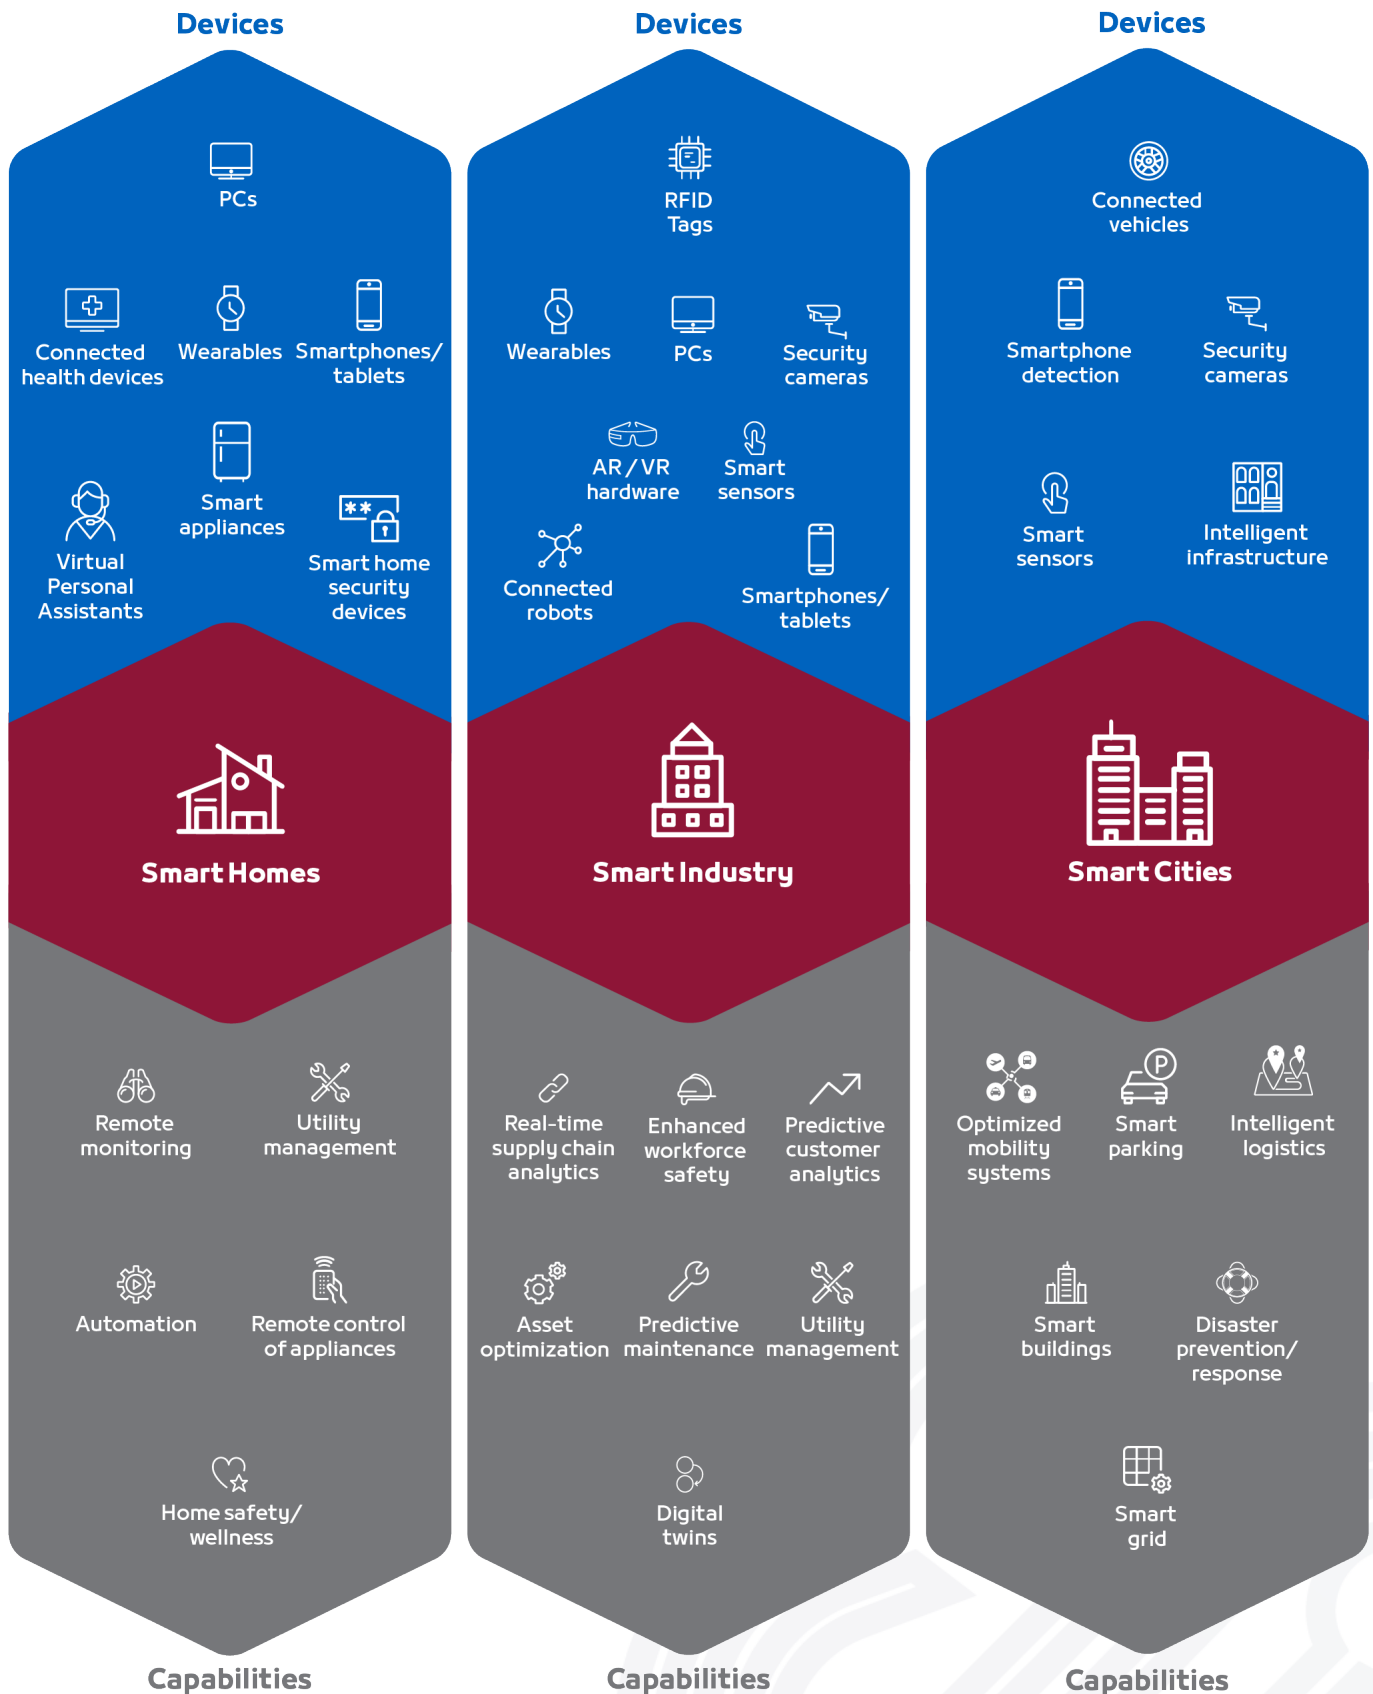 Devices
PCs
Connected
health devices
Wearables
Smartphones/
tablets
Smart
appliances
Virtual
Personal
Assistants
**
Smart home
security
devices
Smart Homes
Remote
monitoring
Utility
management
Automation
Remote control
of appliances
Home safety/
wellness
Capabilities
Devices
RFID
Tags
Wearables
PCs
Security
cameras
AR / VR
hardware
Smart
sensors
Connected
robots
Smartphones/
tablets
Smart Industry
Real-time
supply chain
analytics
Enhanced
workforce
safety
Predictive
customer
analytics
Asset
optimization
Predictive
maintenance
Utility
management
Digital
twins
Capabilities
Devices
Connected
vehicles
Smartphone
detection
Security
cameras
Smart
sensors
Intelligent
infrastructure
Smart Cities
Optimized
mobility
systems
P
Smart
parking
Intelligent
logistics
Smart
buildings
Disaster
prevention/
response
Smart
grid
Capabilities